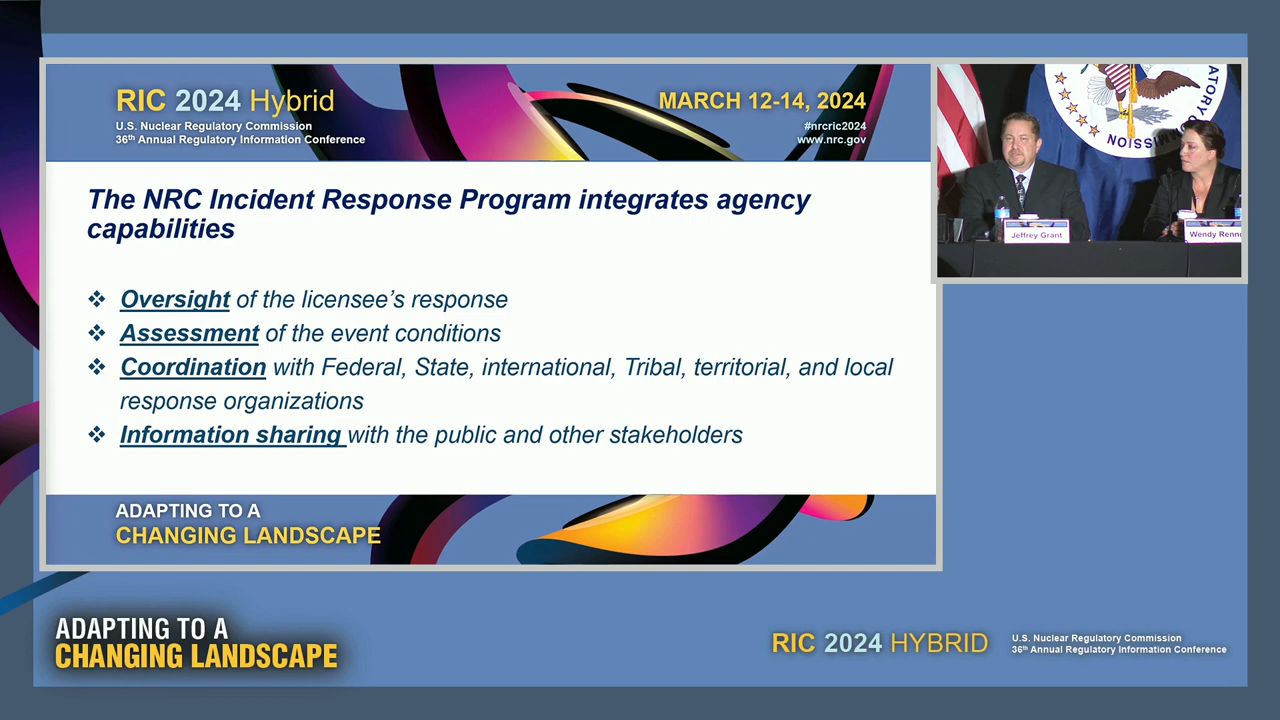 RIC 2024 Hybrid
U.S. Nuclear Regulatory Commission
36th Annual Regulatory Information Conference
MARCH 12-14, 2024
#nrcric2024
www.nrc.gov
The NRC Incident Response Program integrates agency
capabilities
❖ Oversight of the licensee’s response
❖ Assessment of the event conditions
❖ Coordination with Federal, State, international, Tribal, territorial, and local
response organizations
❖ Information sharing with the public and other stakeholders
ADAPTING TO A
CHANGING LANDSCAPE
Jeffrey Grant
Wendy
ADAPTING TO A
CHANGING LANDSCAPE
RIC 2024 HYBRID
U.S. Nuclear Regulatory Commission
36th Annual Regulatory Information Conference